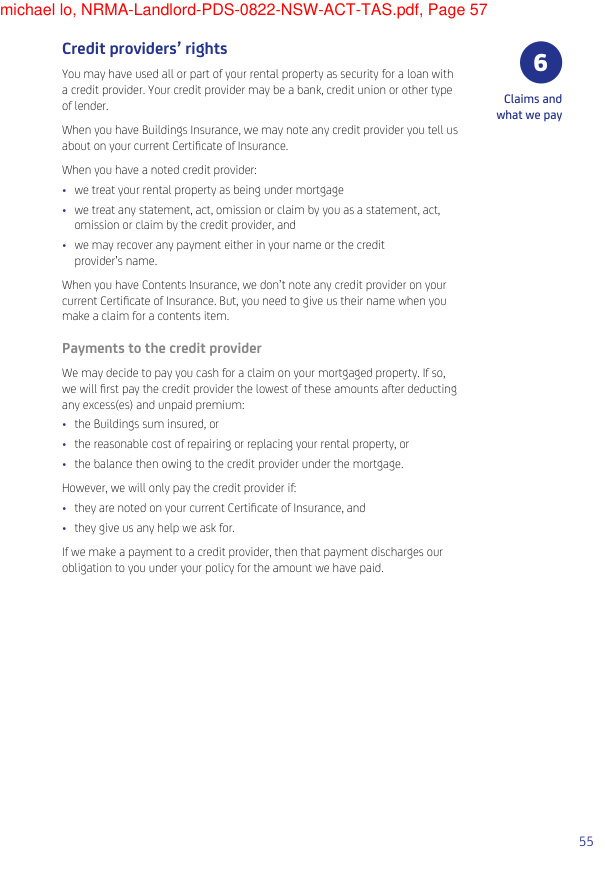 michael lo, NRMA-Landlord-PDS-0822-NSW-ACT-TAS.pdf, Page 57
Credit providers’ rights
You may have used all or part of your rental property as security for a loan with
a credit provider. Your credit provider may be a bank, credit union or other type
of lender.
When you have Buildings Insurance, we may note any credit provider you tell us
about on your current Certificate of Insurance.
When you have a noted credit provider:
• we treat your rental property as being under mortgage
• we treat any statement, act, omission or claim by you as a statement, act,
omission or claim by the credit provider, and
• we may recover any payment either in your name or the credit
provider’s name.
When you have Contents Insurance, we don’t note any credit provider on your
current Certificate of Insurance. But, you need to give us their name when you
make a claim for a contents item.
Payments to the credit provider
We may decide to pay you cash for a claim on your mortgaged property. If so,
we will first pay the credit provider the lowest of these amounts after deducting
any excess(es) and unpaid premium:
• the Buildings sum insured, or
• the reasonable cost of repairing or replacing your rental property, or
• the balance then owing to the credit provider under the mortgage.
However, we will only pay the credit provider if:
• they are noted on your current Certificate of Insurance, and
• they give us any help we ask for.
If we make a payment to a credit provider, then that payment discharges our
obligation to you under your policy for the amount we have paid.
6
Claims and
what we pay
55